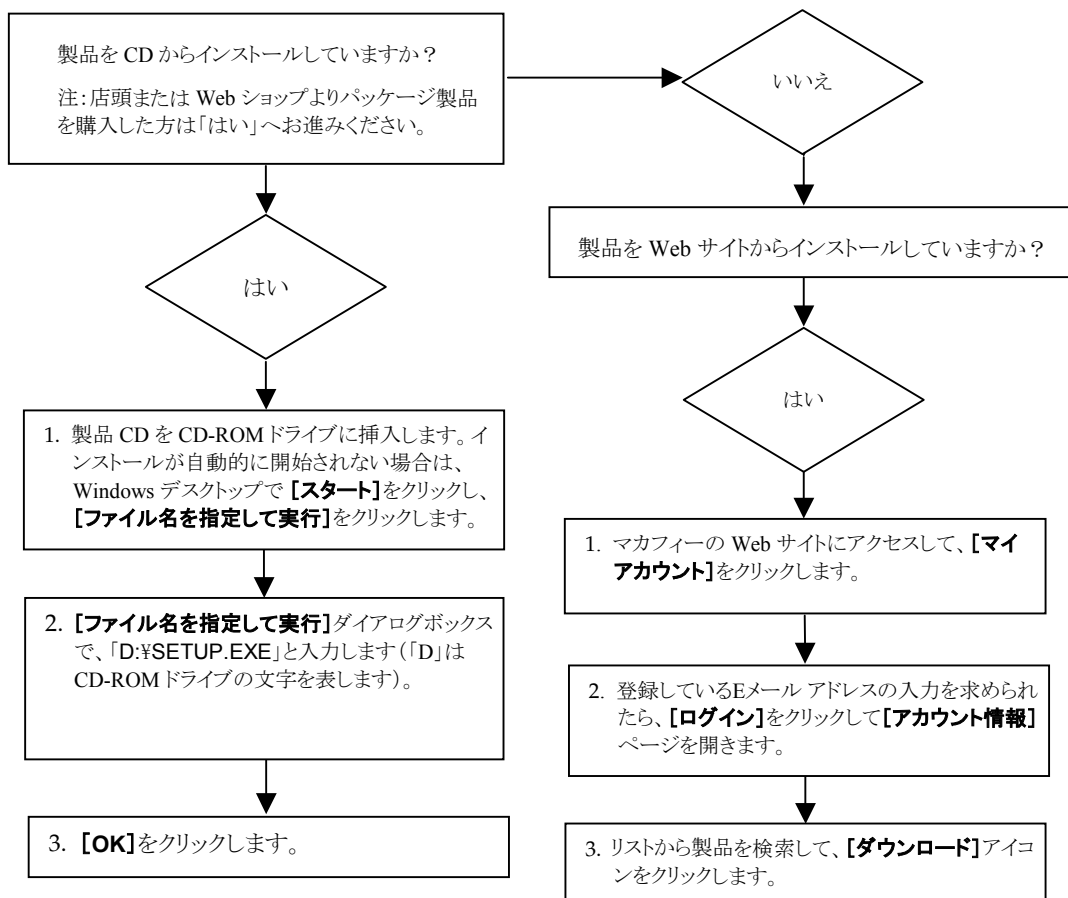 製品を CD からインストールしていますか？
注：店頭または Web ショップよりパッケージ製品
を購入した方は「はい」へお進みください。
いいえ
はい
1. 製品 CD を CD-ROM ドライブに挿入します。イ
ンストールが自動的に開始されない場合は、
Windows デスクトップで [スタート]をクリックし、
[ファイル名を指定して実行]をクリックします。
2. [ファイル名を指定して実行]ダイアログボックス
で、「D:¥SETUP.EXE」と入力します（「D」は
CD-ROM ドライブの文字を表します）。
3. [OK]をクリックします。
製品を Web サイトからインストールしていますか？
はい
1. マカフィーの Web サイトにアクセスして、[マイ
アカウント]をクリックします。
2. 登録しているEメール アドレスの入力を求められ
たら、[ログイン]をクリックして[アカウント情報]
ページを開きます。
3. リストから製品を検索して、[ダウンロード]アイコ
ンをクリックします。